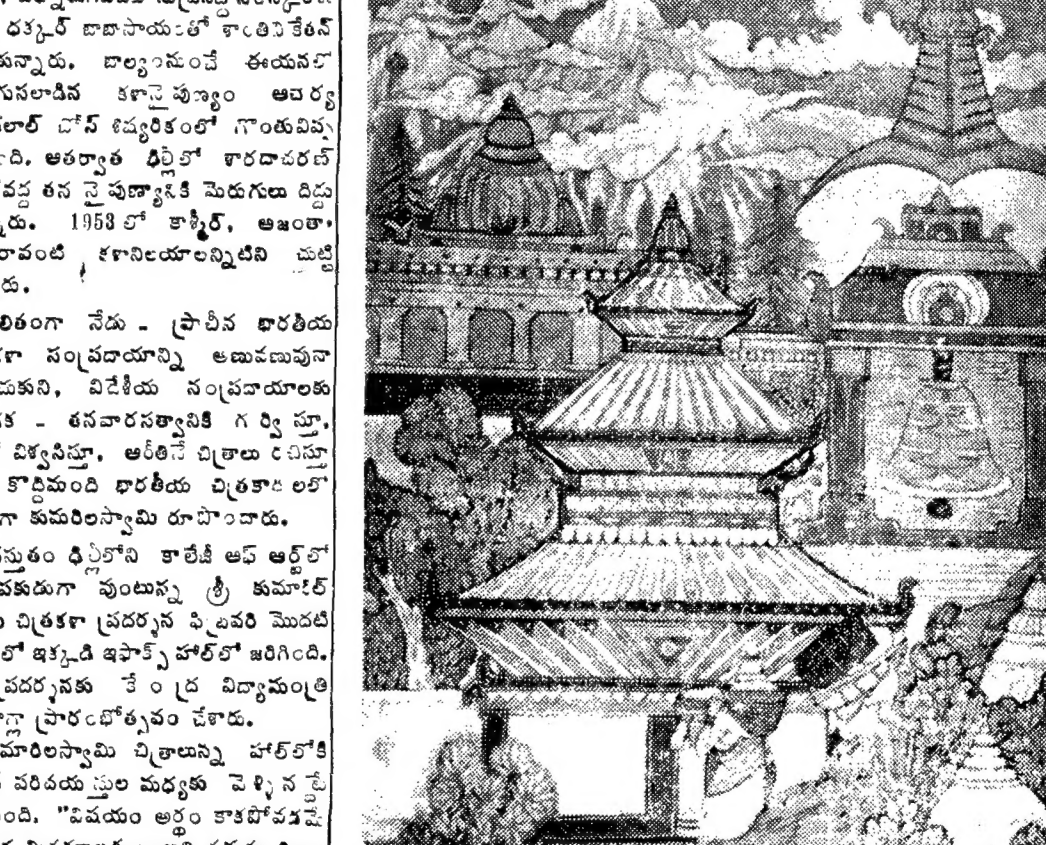 ధక్కర్ బాబాసాయంతో శాంతినికేతన్
కున్నారు. బాల్యంనుంచే ఈయనలో
గుసలాడిన కళానైపుణ్యం ఆచార్య
లాల్ బోస్ శిష్యరికంలో గొంతువిప్పు
ది. ఆతర్వాత ఢిల్లీలో శారదాచరణ్
వద్ద తన నైపుణ్యానికి మెరుగులు దిద్దు
రు. 1953 లో కాశ్మీర్, అజంతా,
రావంటి కళానిలయాలన్నిటిని చుట్టి
రు.
లితంగా నేడు - ప్రాచీన భారతీయ
కళా సంప్రదాయాన్ని అణువణువునా
ముకుని, విదేశీయ సంప్రదాయాలకు
క - తనవారసత్వానికి గర్విస్తూ,
విశ్వసిస్తూ, ఆరీతినే చిత్రాలు రచిస్తూ
కొద్దిమంది భారతీయ చిత్రకారులలో
గా కుమరిలస్వామి రూపొందారు.
స్తుతం ఢిల్లీలోని కాలేజీ ఆఫ్ ఆర్ట్‌లో
పకుడుగా వుంటున్న శ్రీ కుమారిల్
చిత్రకళా ప్రదర్శన ఫిబ్రవరి మొదటి
లో ఇక్కడి ఇఫాక్స్ హాల్‌లో జరిగింది.
ప్రదర్శనకు కేంద్ర విద్యామంత్రి
ప్రారంభోత్సవం చేశారు.
మారిలస్వామి చిత్రాలున్న హాల్‌లోకి
పరిచయస్తుల మధ్యకు వెళ్ళినట్టే
ంది. "విషయం అర్థం కాకపోవడమే